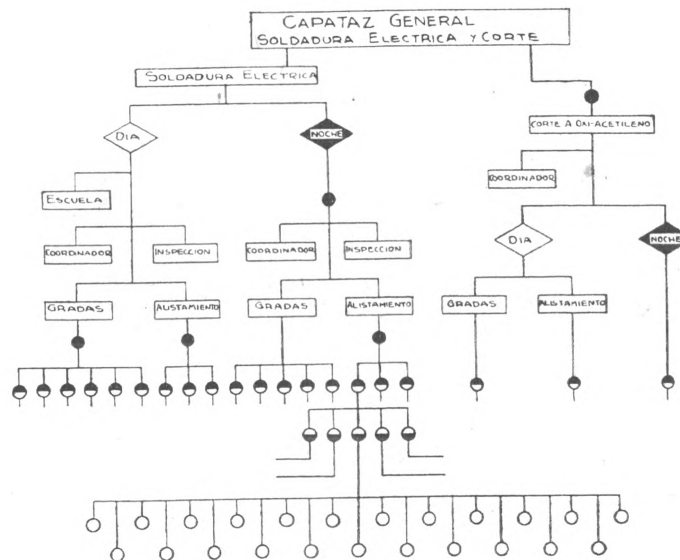 CAPATAZ GENERAL
SOLDADURA ELECTRICA Y CORTE
SOLDADURA ELECTRICA
CORTE A OXI-ACETILENO
DIA
NOCHE
COORDINADOR
ESCUELA
COORDINADOR
INSPECCION
COORDINADOR
INSPECCION
DIA
NOCHE
GRADAS
ALISTAMIENTO
GRADAS
ALISTAMIENTO
GRADAS
ALISTAMIENTO